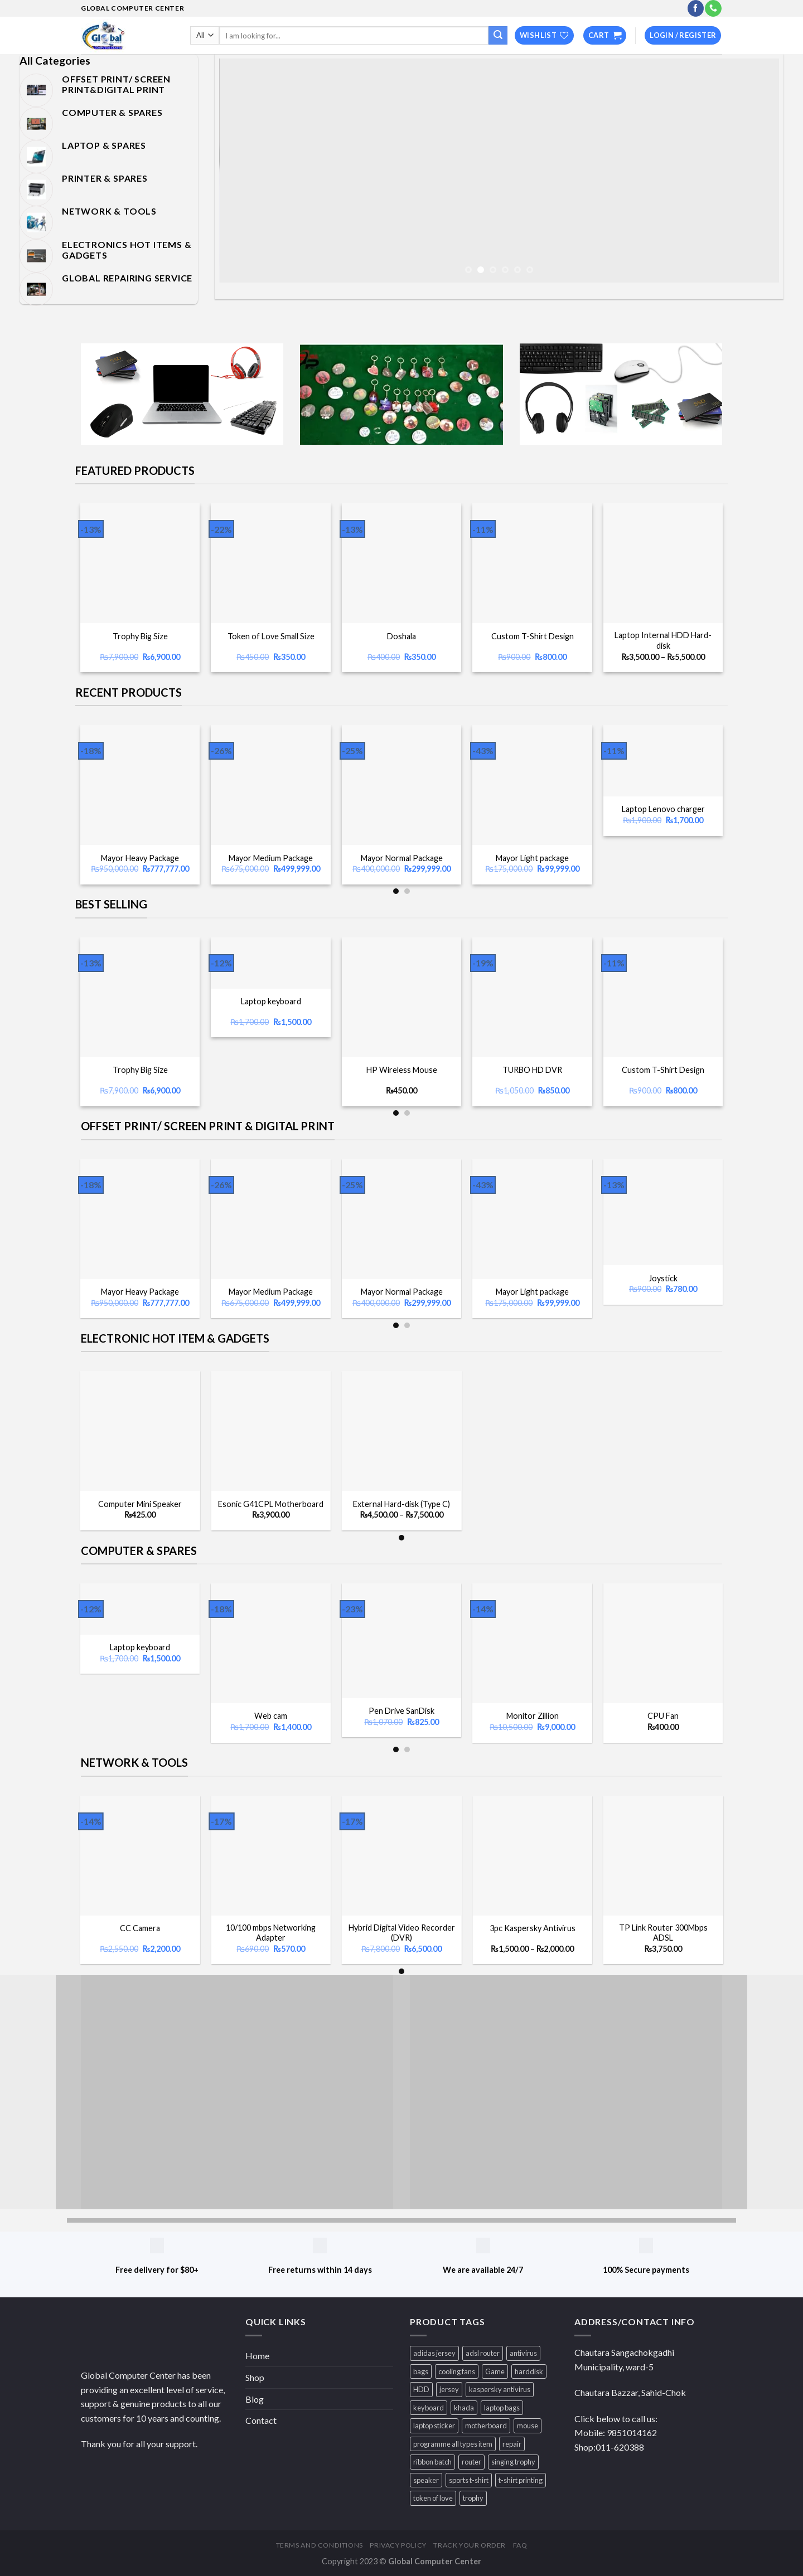 GLOBAL COMPUTER CENTER
Global
All
I am looking for...
WISHLIST
CART
LOGIN / REGISTER
All Categories
OFFSET PRINT/ SCREEN
PRINT&DIGITAL PRINT
COMPUTER & SPARES
LAPTOP & SPARES
PRINTER & SPARES
NETWORK & TOOLS
ELECTRONICS HOT ITEMS &
GADGETS
GLOBAL REPAIRING SERVICE
FEATURED PRODUCTS
-13%
-22%
-13%
-11%
Trophy Big Size
₨7,900.00 ₨6,900.00
Token of Love Small Size
₨450.00 ₨350.00
Doshala
₨400.00 ₨350.00
Custom T-Shirt Design
₨900.00 ₨800.00
Laptop Internal HDD Hard-
disk
₨3,500.00 – ₨5,500.00
RECENT PRODUCTS
-18%
-26%
-25%
-43%
-11%
Mayor Heavy Package
₨950,000.00 ₨777,777.00
Mayor Medium Package
₨675,000.00 ₨499,999.00
Mayor Normal Package
₨400,000.00 ₨299,999.00
Mayor Light package
₨175,000.00 ₨99,999.00
Laptop Lenovo charger
₨1,900.00 ₨1,700.00
BEST SELLING
-13%
-12%
-19%
-11%
Trophy Big Size
₨7,900.00 ₨6,900.00
Laptop keyboard
₨1,700.00 ₨1,500.00
HP Wireless Mouse
₨450.00
TURBO HD DVR
₨1,050.00 ₨850.00
Custom T-Shirt Design
₨900.00 ₨800.00
OFFSET PRINT/ SCREEN PRINT & DIGITAL PRINT
-18%
-26%
-25%
-43%
-13%
Mayor Heavy Package
₨950,000.00 ₨777,777.00
Mayor Medium Package
₨675,000.00 ₨499,999.00
Mayor Normal Package
₨400,000.00 ₨299,999.00
Mayor Light package
₨175,000.00 ₨99,999.00
Joystick
₨900.00 ₨780.00
ELECTRONIC HOT ITEM & GADGETS
Computer Mini Speaker
₨425.00
Esonic G41CPL Motherboard
₨3,900.00
External Hard-disk (Type C)
₨4,500.00 – ₨7,500.00
COMPUTER & SPARES
-12%
-18%
-23%
-14%
Laptop keyboard
₨1,700.00 ₨1,500.00
Web cam
₨1,700.00 ₨1,400.00
Pen Drive SanDisk
₨1,070.00 ₨825.00
Monitor Zillion
₨10,500.00 ₨9,000.00
CPU Fan
₨400.00
NETWORK & TOOLS
-14%
-17%
-17%
CC Camera
₨2,550.00 ₨2,200.00
10/100 mbps Networking
Adapter
₨690.00 ₨570.00
Hybrid Digital Video Recorder
(DVR)
₨7,800.00 ₨6,500.00
3pc Kaspersky Antivirus
₨1,500.00 – ₨2,000.00
TP Link Router 300Mbps
ADSL
₨3,750.00
Free delivery for $80+
Free returns within 14 days
We are available 24/7
100% Secure payments
Global Computer Center has been
providing an excellent level of service,
support & genuine products to all our
customers for 10 years and counting.
Thank you for all your support.
QUICK LINKS
Home
Shop
Blog
Contact
PRODUCT TAGS
adidas jersey
adsl router
antivirus
bags
cooling fans
Game
harddisk
HDD
jersey
kaspersky antivirus
keyboard
khada
laptop bags
laptop sticker
motherboard
mouse
programme all types item
repair
ribbon batch
router
singing trophy
speaker
sports t-shirt
t-shirt printing
token of love
trophy
ADDRESS/CONTACT INFO
Chautara Sangachokgadhi
Municipality, ward-5
Chautara Bazzar, Sahid-Chok
Click below to call us:
Mobile: 9851014162
Shop:011-620388
TERMS AND CONDITIONS
PRIVACY POLICY
TRACK YOUR ORDER
FAQ
Copyright 2023 © Global Computer Center